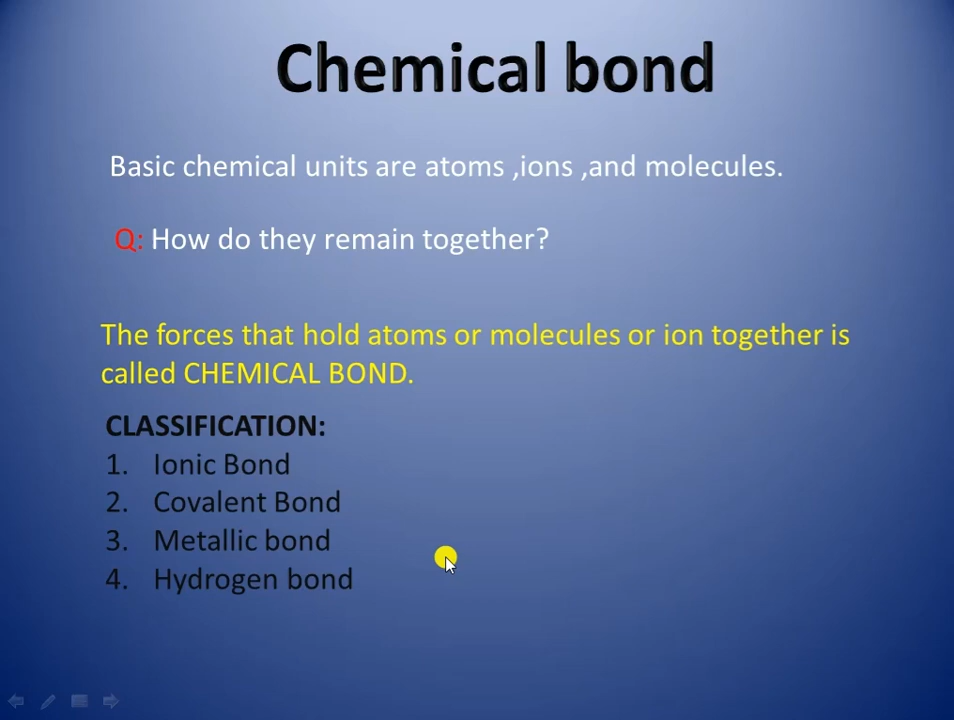 Chemical bond
Basic chemical units are atoms ,ions ,and molecules.
Q: How do they remain together?
The forces that hold atoms or molecules or ion together is
called CHEMICAL BOND.
CLASSIFICATION:
1. Ionic Bond
2. Covalent Bond
3. Metallic bond
4. Hydrogen bond